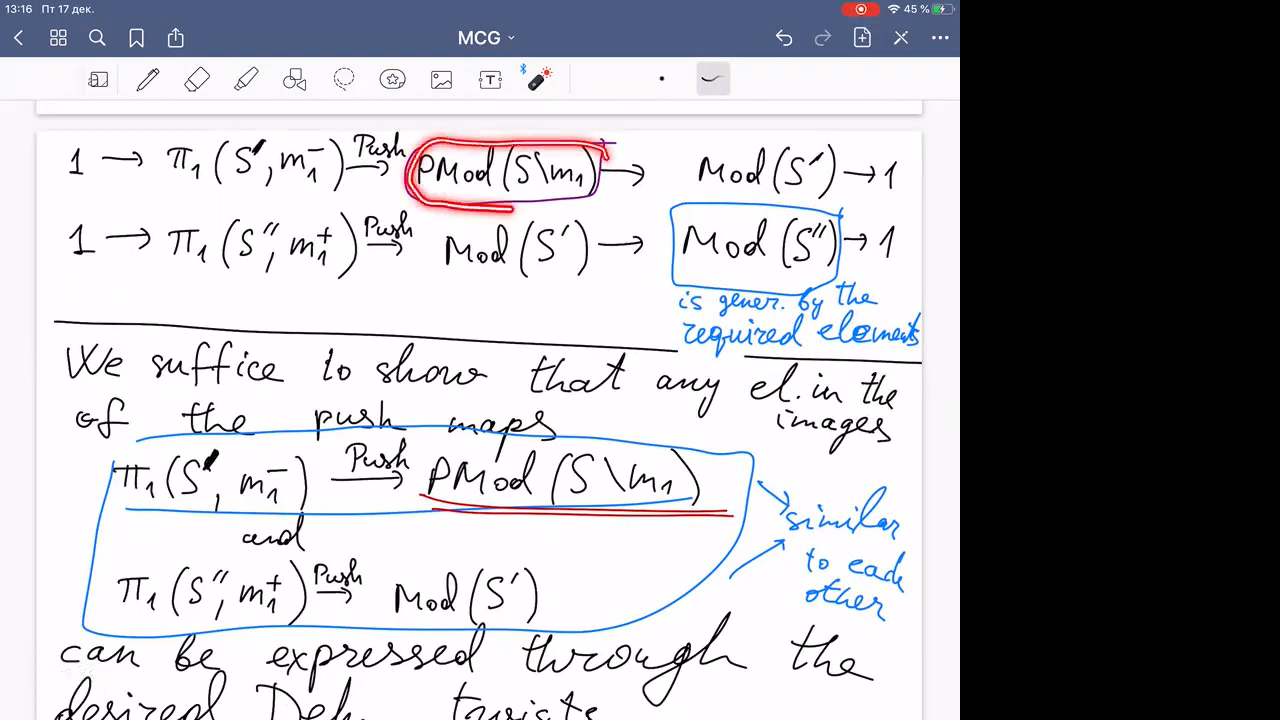 13:16 Пт 17 дек.
45 %
MCG
1 → π₁(S', m₁⁻) Push → PMod(S\m₁) → Mod(S') → 1
1 → π₁(S'', m₁⁺) Push → Mod(S') → Mod(S'') → 1
is gener. by the
required elements
We suffice to show that any el. in the
of the push maps images
π₁(S', m₁⁻) Push → PMod(S\m₁)
and
similar
to each
other
π₁(S'', m₁⁺) Push → Mod(S')
can be expressed through the
desired Dehn twists